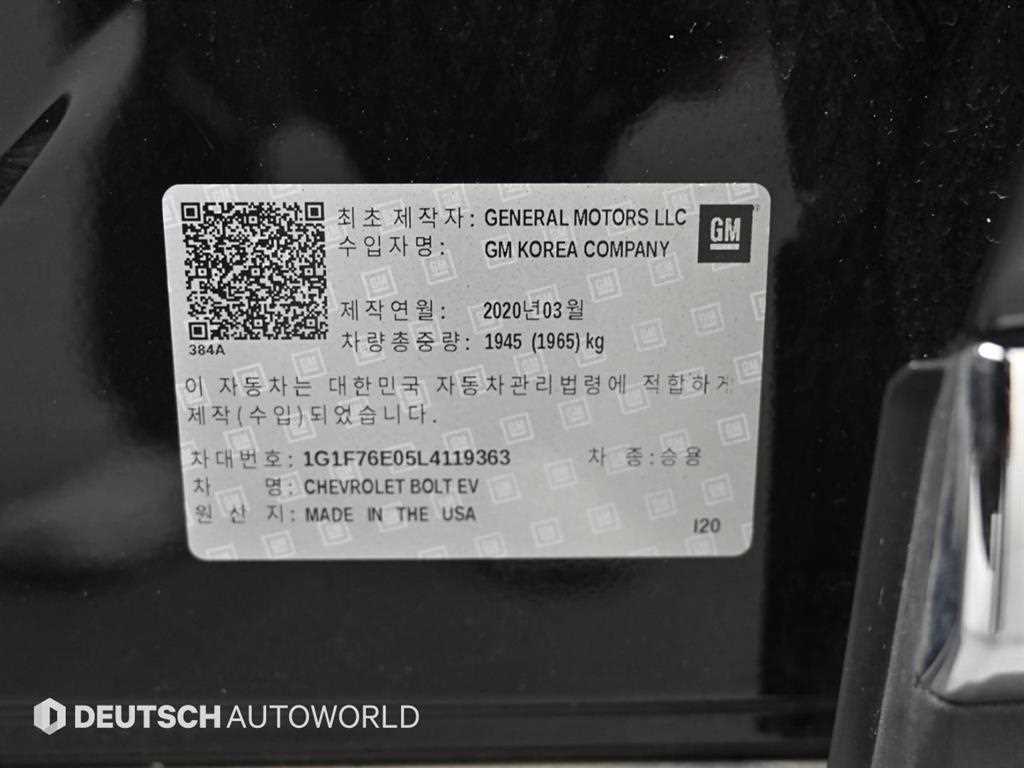 최초 제작자: GENERAL MOTORS LLC
GM
수입자명: GM KOREA COMPANY
제작연월: 2020년03월
차량총중량: 1945 (1965) kg
384A
이 자동차는 대한민국 자동차관리법령에 적합하게
제작(수입)되었습니다.
차대번호: 1G1F76E05L4119363 차 종: 승용
차 명: CHEVROLET BOLT EV
원산지: MADE IN THE USA
I20
DEUTSCH AUTOWORLD